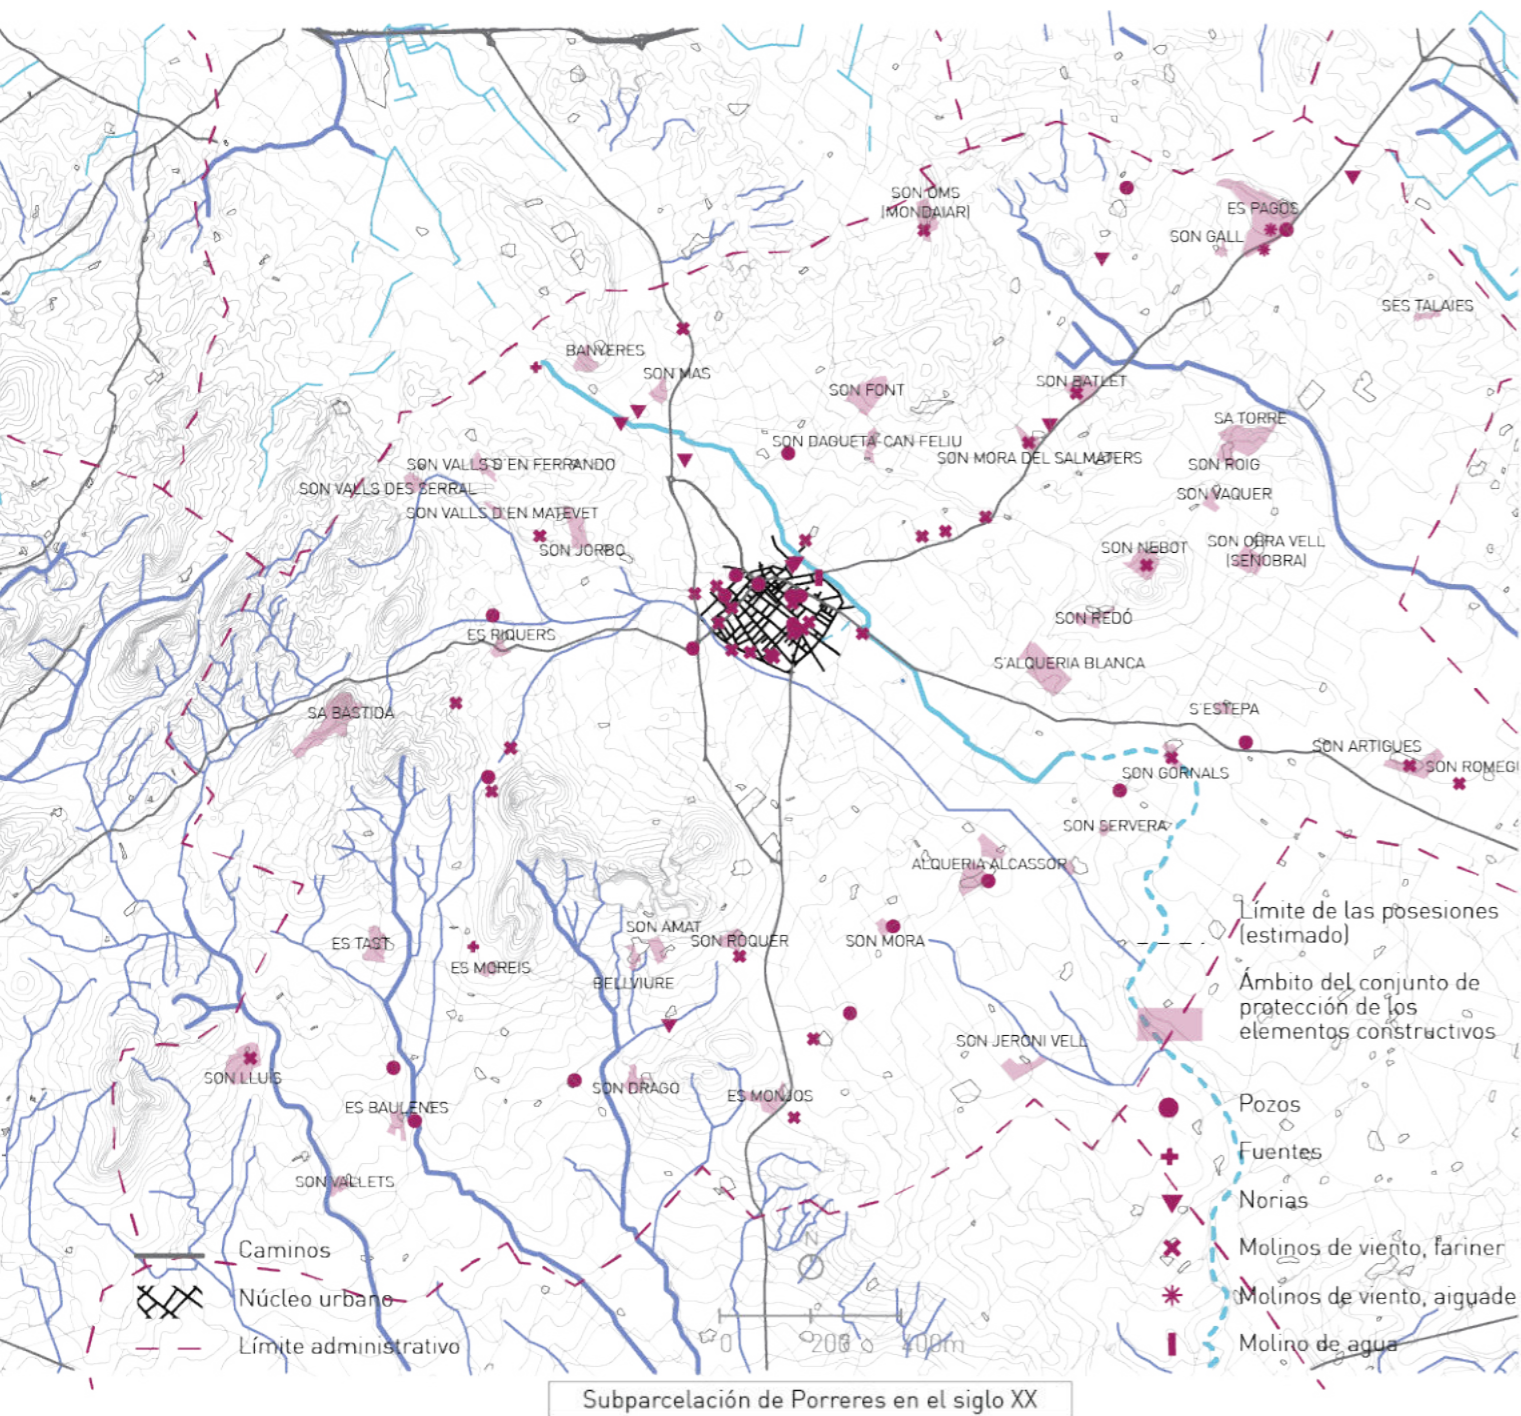 SON OMS
(MONDAIAR)
ES PAGOS
SON GALL
SES TALAIES
BANYERES
SON MAS
SON FONT
SON BATLET
SA TORRE
SON DAGUETA-CAN FELIU
SON MORA DEL SALMATERS
SON ROIG
SON VALLS D'EN FERRANDO
SON VALLS DES SERRAL
SON VAQUER
SON VALLS D'EN MATEVET
SON JORBO
SON NEBOT
SON OBRA VELL
(SENOBRA)
SON REDÓ
ES RIQUERS
S'ALQUERIA BLANCA
SA BASTIDA
S'ESTEPA
SON ARTIGUES
SON ROMEGU
SON GORNALS
SON SERVERA
ALQUERIA ALCASSOR
SON AMAT
SON ROQUER
SON MORA
ES TAST
ES MOREIS
BELLVIURE
SON JERONI VELL
SON LLUIS
SON DRAGO
ES MONJOS
ES BAULENES
SON VALLETS
Límite de las posesiones
(estimado)
Ámbito del conjunto de
protección de los
elementos constructivos
Pozos
Fuentes
Norias
Molinos de viento, fariner
Molinos de viento, aiguade
Molino de agua
Caminos
Núcleo urbano
Límite administrativo
N
0 200 400m
Subparcelación de Porreres en el siglo XX